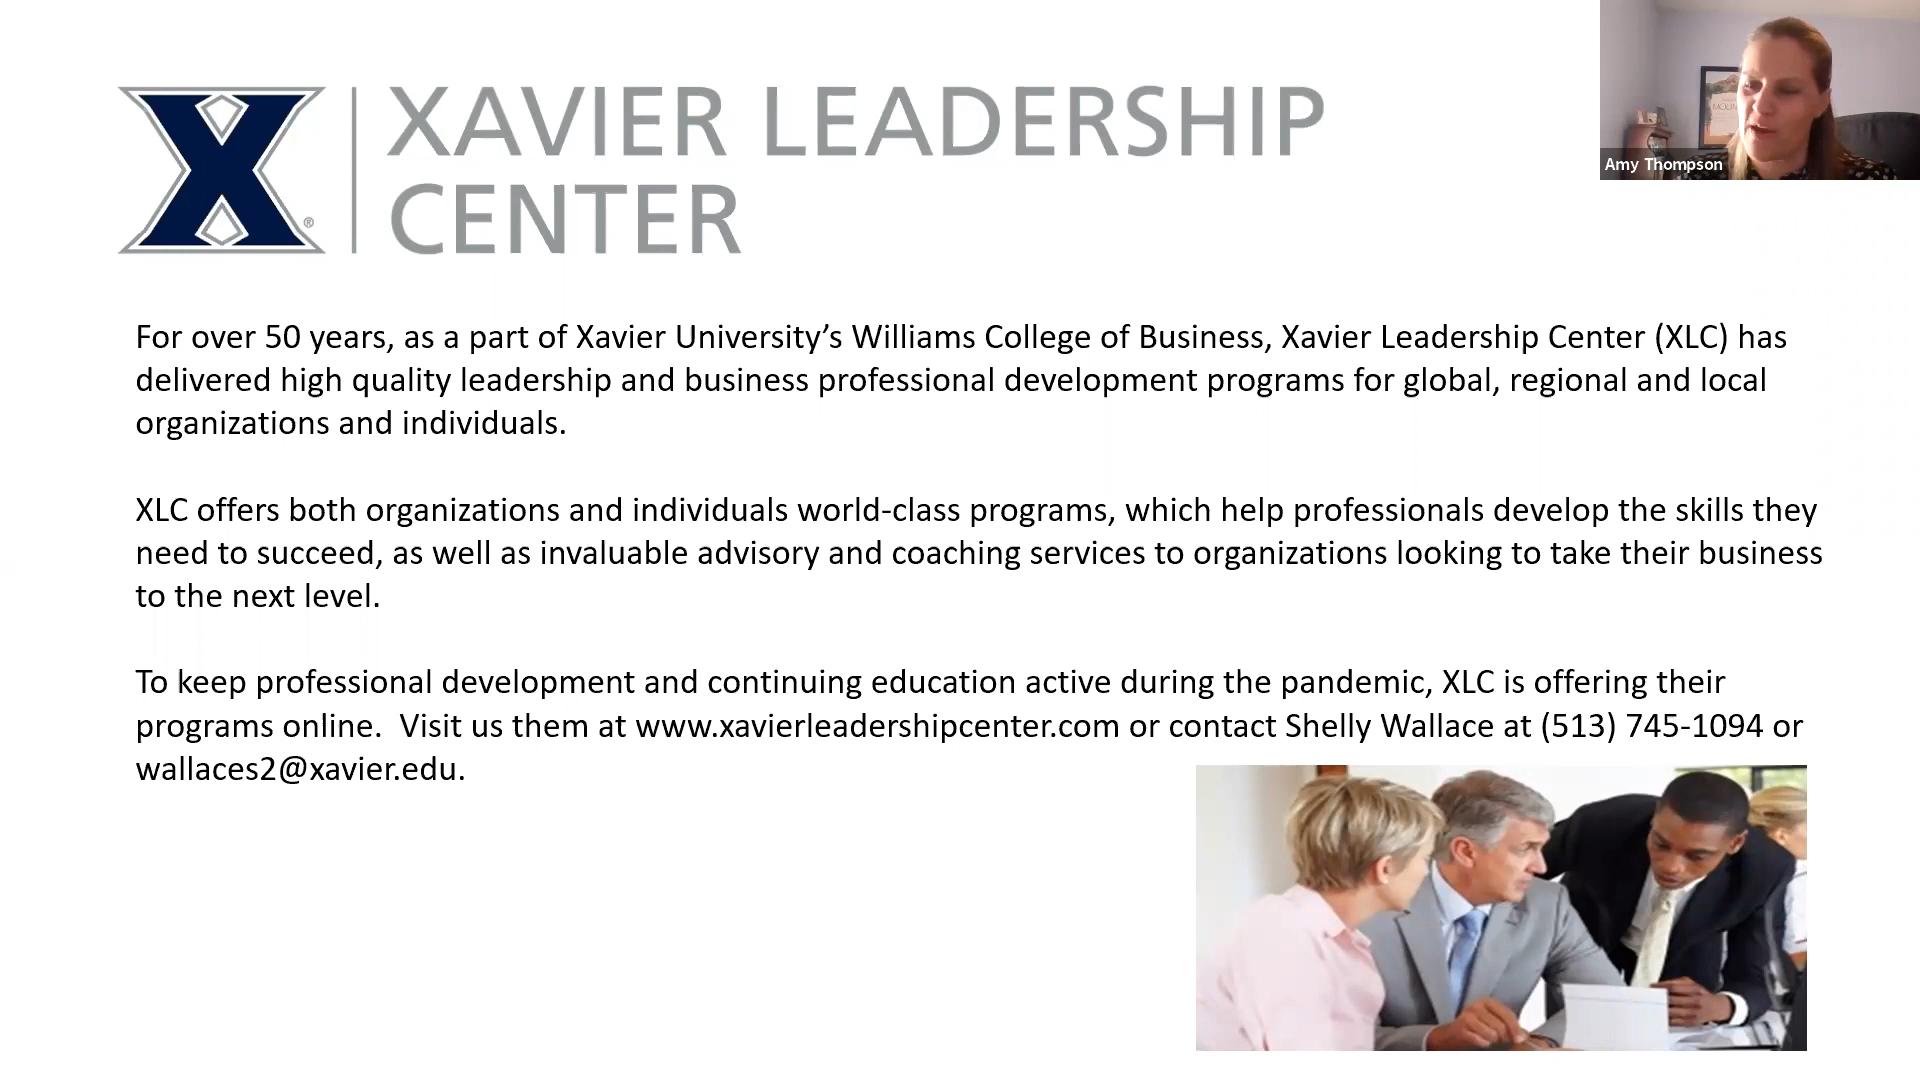 XAVIER LEADERSHIP
CENTER
X
®
Amy Thompson
For over 50 years, as a part of Xavier University’s Williams College of Business, Xavier Leadership Center (XLC) has
delivered high quality leadership and business professional development programs for global, regional and local
organizations and individuals.
XLC offers both organizations and individuals world-class programs, which help professionals develop the skills they
need to succeed, as well as invaluable advisory and coaching services to organizations looking to take their business
to the next level.
To keep professional development and continuing education active during the pandemic, XLC is offering their
programs online.  Visit us them at www.xavierleadershipcenter.com or contact Shelly Wallace at (513) 745-1094 or
wallaces2@xavier.edu.